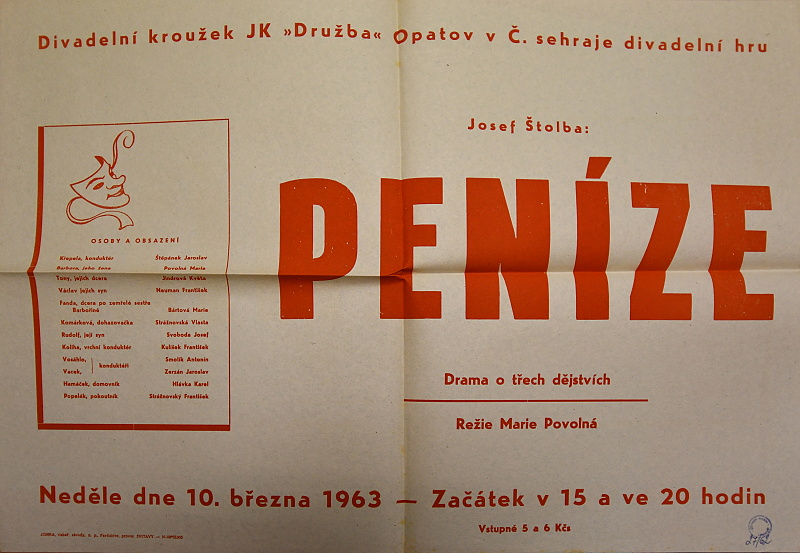 Divadelní kroužek JK »Družba« Opatov v Č. sehraje divadelní hru
Josef Štolba:
PENÍZE
OSOBY A OBSAZENÍ
Křepela, konduktér Štěpánek Jaroslav
Barbora, jeho žena Povolná Marie
Tony, jejich dcera Jindrová Květa
Václav jejich syn Neuman František
Fanda, dcera po zemřelé sestře
Barbořině Bártová Marie
Komárková, dohazovačka Strážnovská Vlasta
Rudolf, její syn Svoboda Josef
Koliha, vrchní konduktér Kulíšek František
Vosáhlo, Smolík Antonín
konduktéři
Vacek, Zerzán Jaroslav
Hamáček, domovník Hlávka Karel
Popelák, pokoutník Strážnovský František
Drama o třech dějstvích
Režie Marie Povolná
Neděle dne 10. března 1963 — Začátek v 15 a ve 20 hodin
Vstupné 5 a 6 Kčs